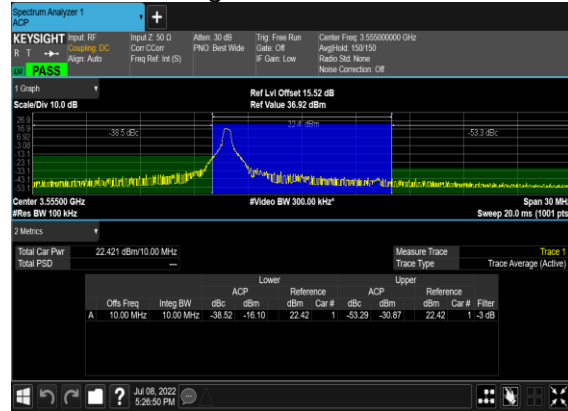 Spectrum Analyzer 1
ACP
+
KEYSIGHT Input: RF Input Z: 50 Ω Atten: 30 dB Trig: Free Run Center Freq: 3.555000000 GHz
R T Coupling: DC Corr CCorr PNO: Best Wide Gate: Off Avg|Hold: 150/150
Align: Auto Freq Ref: Int (S) IF Gain: Low Radio Std: None
PASS Noise Correction: Off
1 Graph
Ref Lvl Offset 15.52 dB
Scale/Div 10.0 dB Ref Value 36.92 dBm
26.9
16.9
6.92
-3.08
-13.1
-23.1
-33.1
-43.1
-53.1
-38.5 dBc 22.4 dBm -53.3 dBc
Center 3.55500 GHz #Video BW 300.00 kHz* Span 30 MHz
#Res BW 100 kHz Sweep 20.0 ms (1001 pts
2 Metrics
Total Car Pwr 22.421 dBm/10.00 MHz Measure Trace Trace 1
Total PSD --- Trace Type Trace Average (Active)
Lower Upper
ACP Reference ACP Reference
Offs Freq Integ BW dBc dBm dBm Car # dBc dBm dBm Car # Filter
A 10.00 MHz 10.00 MHz -38.52 -16.10 22.42 1 -53.29 -30.87 22.42 1 -3 dB
?
Jul 08, 2022
5:26:50 PM